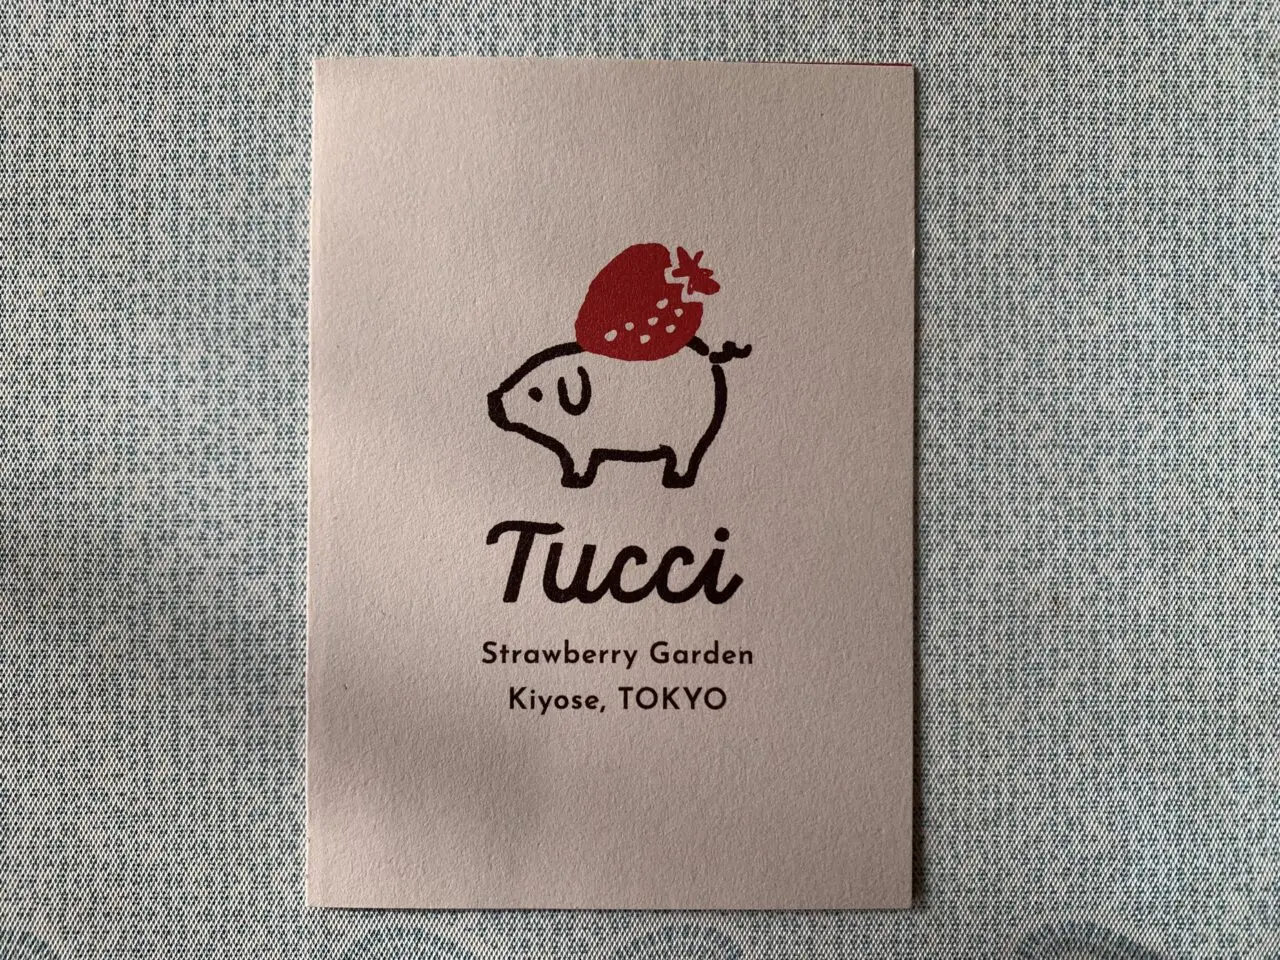 Tucci
Strawberry Garden
Kiyose, TOKYO